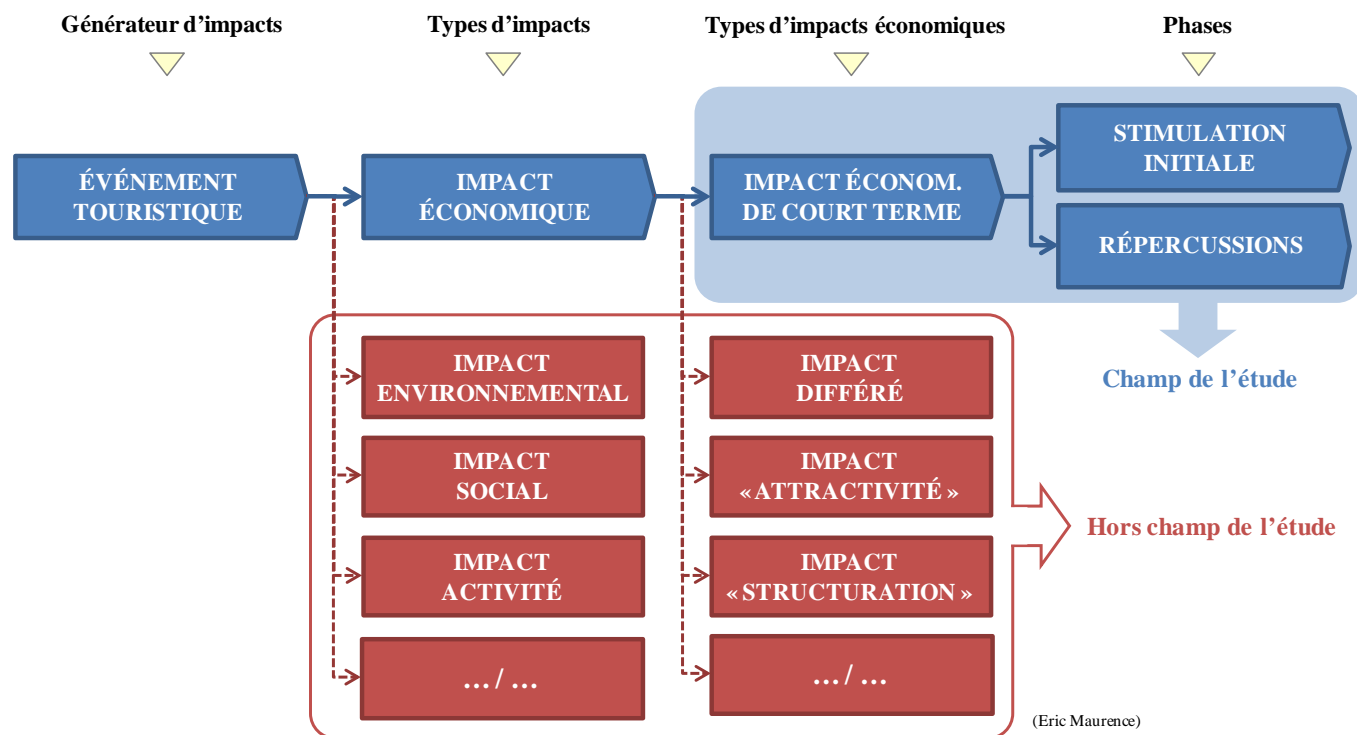 Générateur d’impacts
Types d’impacts
Types d’impacts économiques
Phases
ÉVÉNEMENT
TOURISTIQUE
IMPACT
ÉCONOMIQUE
IMPACT ÉCONOM.
DE COURT TERME
STIMULATION
INITIALE
RÉPERCUSSIONS
Champ de l’étude
IMPACT
ENVIRONNEMENTAL
IMPACT
DIFFÉRÉ
IMPACT
SOCIAL
IMPACT
« ATTRACTIVITÉ »
IMPACT
ACTIVITÉ
IMPACT
« STRUCTURATION »
… / …
… / …
Hors champ de l’étude
(Eric Maurence)